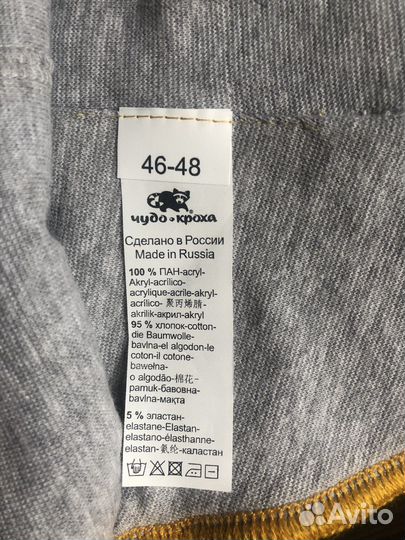 46-48
чудо-кроха
Сделано в России
Made in Russia
100 % ПАН-acryl-
Akryl-acrílico-
acrylique-acrile-akryl-
acrílico- 聚丙烯腈-
akrilik-акрил-akryl
95 % хлопок-cotton-
die Baumwolle-
bavlna-el algodon-le
coton-il cotone-
bawełna-
o algodão-棉花-
pamuk-бавовна-
bavlna-мақта
5 % эластан-
elastane-Elastan-
elastano-élasthanne-
elastan-氨纶-каластан
Avito